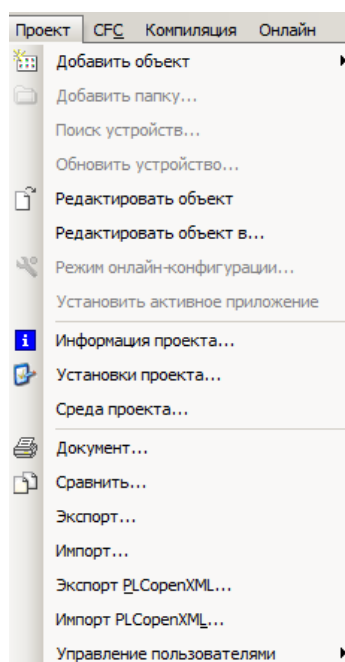 Проект CFC Компиляция Онлайн
Добавить объект
Добавить папку...
Поиск устройств...
Обновить устройство...
Редактировать объект
Редактировать объект в...
Режим онлайн-конфигурации...
Установить активное приложение
Информация проекта...
Установки проекта...
Среда проекта...
Документ...
Сравнить...
Экспорт...
Импорт...
Экспорт PLCopenXML...
Импорт PLCopenXML...
Управление пользователями